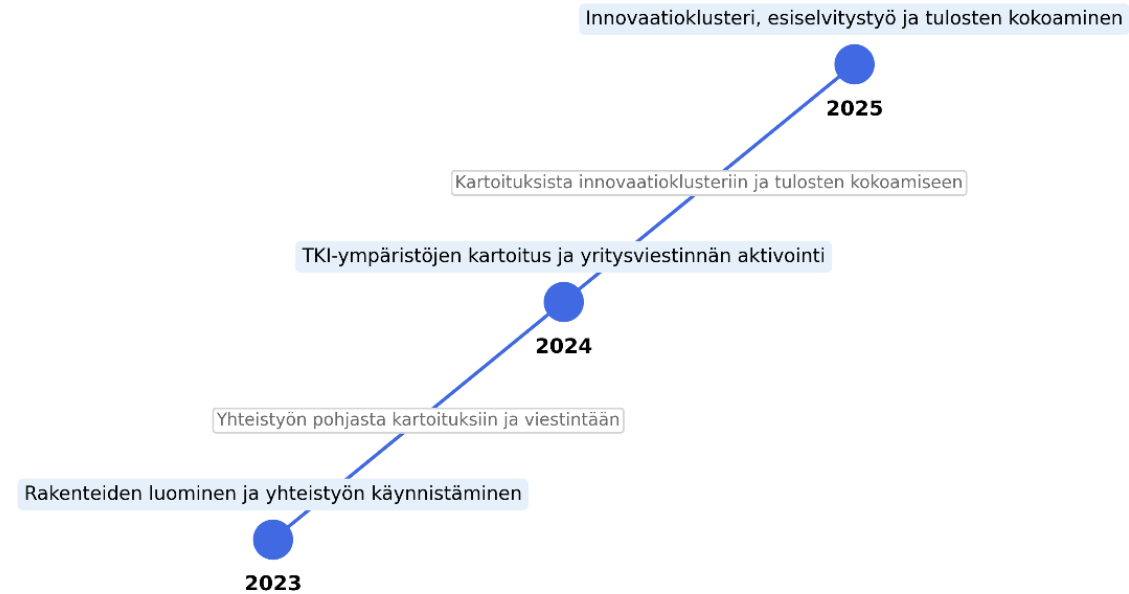 Innovaatioklusteri, esiselvitystyö ja tulosten kokoaminen
2025
Kartoituksista innovaatioklusteriin ja tulosten kokoamiseen
TKI-ympäristöjen kartoitus ja yritysviestinnän aktivointi
2024
Yhteistyön pohjasta kartoituksiin ja viestintään
Rakenteiden luominen ja yhteistyön käynnistäminen
2023